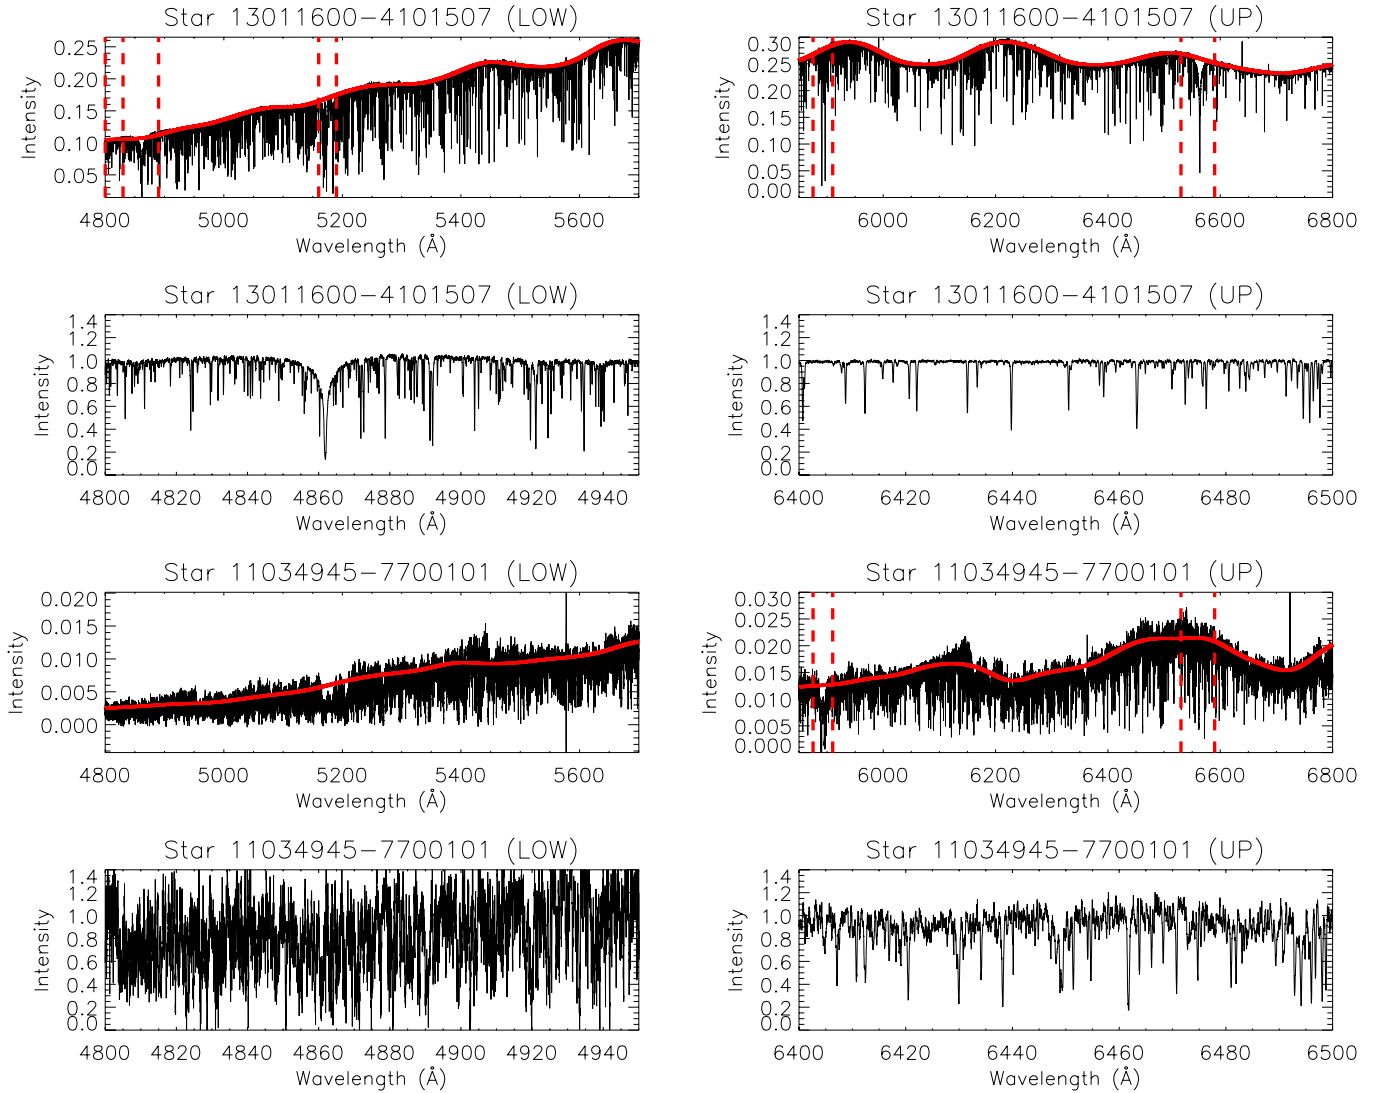 Star 13011600−4101507 (LOW)
Intensity
0.25
0.20
0.15
0.10
0.05
4800 5000 5200 5400 5600
Wavelength (Å)
Star 13011600−4101507 (UP)
Intensity
0.30
0.25
0.20
0.15
0.10
0.05
0.00
6000 6200 6400 6600 6800
Wavelength (Å)
Star 13011600−4101507 (LOW)
Intensity
1.4
1.2
1.0
0.8
0.6
0.4
0.2
0.0
4800 4820 4840 4860 4880 4900 4920 4940
Wavelength (Å)
Star 13011600−4101507 (UP)
Intensity
1.4
1.2
1.0
0.8
0.6
0.4
0.2
0.0
6400 6420 6440 6460 6480 6500
Wavelength (Å)
Star 11034945−7700101 (LOW)
Intensity
0.020
0.015
0.010
0.005
0.000
4800 5000 5200 5400 5600
Wavelength (Å)
Star 11034945−7700101 (UP)
Intensity
0.030
0.025
0.020
0.015
0.010
0.005
0.000
6000 6200 6400 6600 6800
Wavelength (Å)
Star 11034945−7700101 (LOW)
Intensity
1.4
1.2
1.0
0.8
0.6
0.4
0.2
0.0
4800 4820 4840 4860 4880 4900 4920 4940
Wavelength (Å)
Star 11034945−7700101 (UP)
Intensity
1.4
1.2
1.0
0.8
0.6
0.4
0.2
0.0
6400 6420 6440 6460 6480 6500
Wavelength (Å)